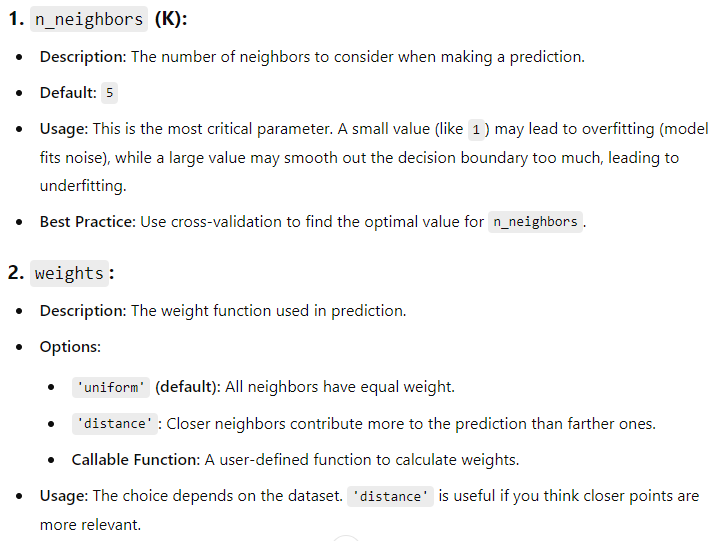 1. n_neighbors (K):
• Description: The number of neighbors to consider when making a prediction.
• Default: 5
• Usage: This is the most critical parameter. A small value (like 1) may lead to overfitting (model
fits noise), while a large value may smooth out the decision boundary too much, leading to
underfitting.
• Best Practice: Use cross-validation to find the optimal value for n_neighbors.
2. weights:
• Description: The weight function used in prediction.
• Options:
• 'uniform' (default): All neighbors have equal weight.
• 'distance': Closer neighbors contribute more to the prediction than farther ones.
• Callable Function: A user-defined function to calculate weights.
• Usage: The choice depends on the dataset. 'distance' is useful if you think closer points are
more relevant.